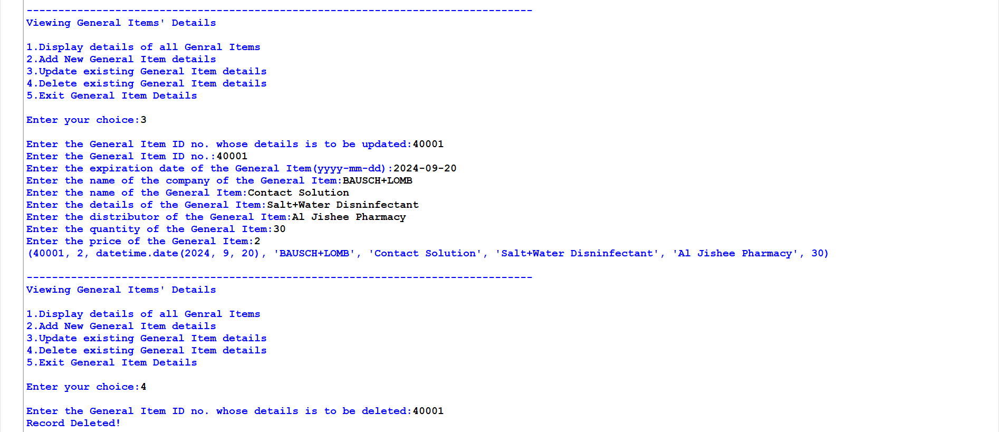 --------------------------------------------------------------------------------
Viewing General Items' Details
1.Display details of all Genral Items
2.Add New General Item details
3.Update existing General Item details
4.Delete existing General Item details
5.Exit General Item Details
Enter your choice:3
Enter the General Item ID no. whose details is to be updated:40001
Enter the General Item ID no.:40001
Enter the expiration date of the General Item(yyyy-mm-dd):2024-09-20
Enter the name of the company of the General Item:BAUSCH+LOMB
Enter the name of the General Item:Contact Solution
Enter the details of the General Item:Salt+Water Disninfectant
Enter the distributor of the General Item:Al Jishee Pharmacy
Enter the quantity of the General Item:30
Enter the price of the General Item:2
(40001, 2, datetime.date(2024, 9, 20), 'BAUSCH+LOMB', 'Contact Solution', 'Salt+Water Disninfectant', 'Al Jishee Pharmacy', 30)
--------------------------------------------------------------------------------
Viewing General Items' Details
1.Display details of all Genral Items
2.Add New General Item details
3.Update existing General Item details
4.Delete existing General Item details
5.Exit General Item Details
Enter your choice:4
Enter the General Item ID no. whose details is to be deleted:40001
Record Deleted!